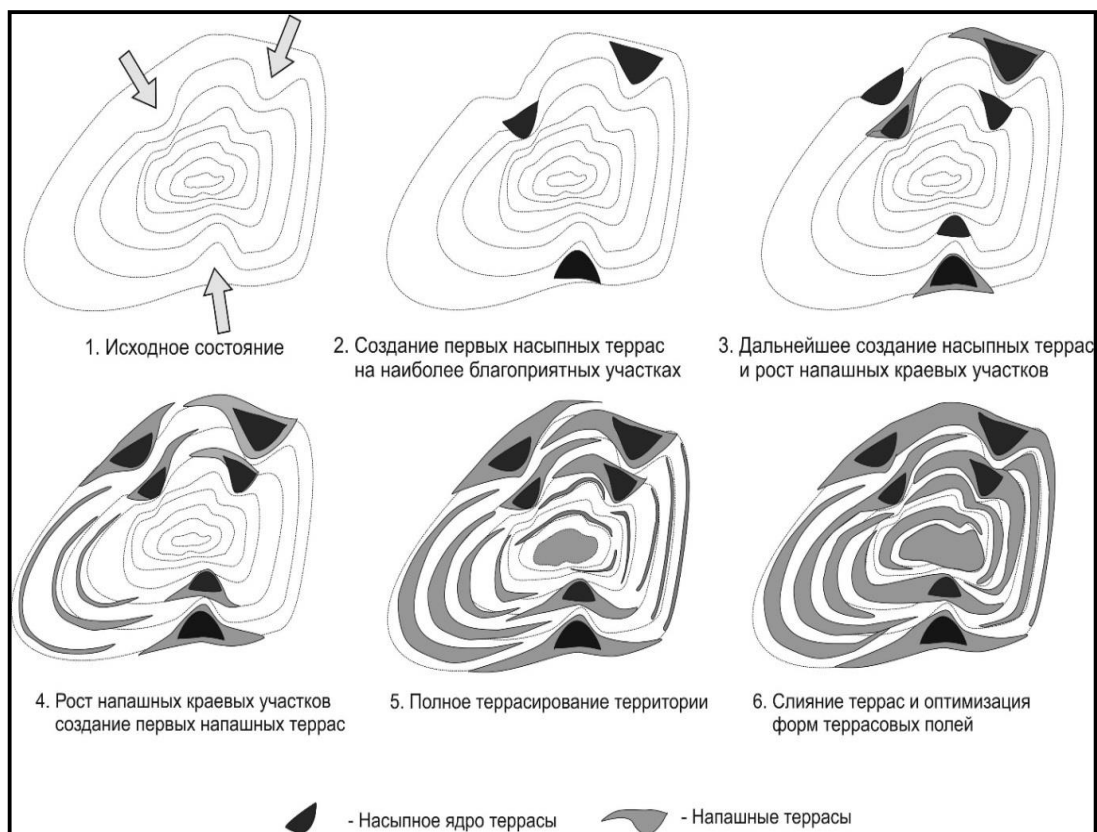 1. Исходное состояние
2. Создание первых насыпных террас
на наиболее благоприятных участках
3. Дальнейшее создание насыпных террас
и рост напашных краевых участков
4. Рост напашных краевых участков
создание первых напашных террас
5. Полное террасирование территории
6. Слияние террас и оптимизация
форм террасовых полей
- Насыпное ядро террасы
- Напашные террасы